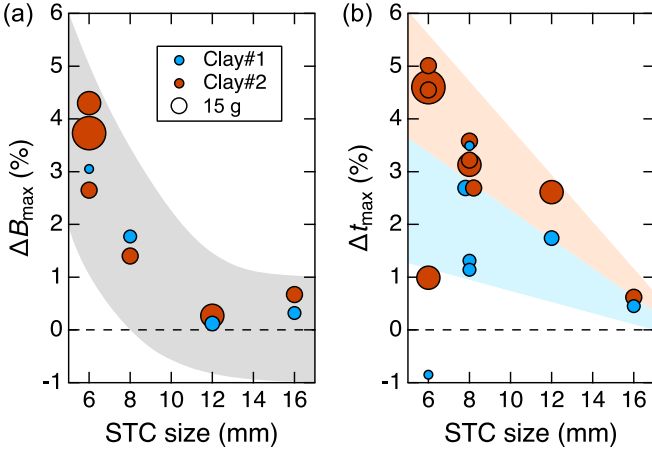 (a)
(b)
ΔBmax (%)
6
5
4
3
2
1
0
-1
Clay#1
Clay#2
15 g
6 8 10 12 14 16
STC size (mm)
Δtmax (%)
6
5
4
3
2
1
0
-1
6 8 10 12 14 16
STC size (mm)